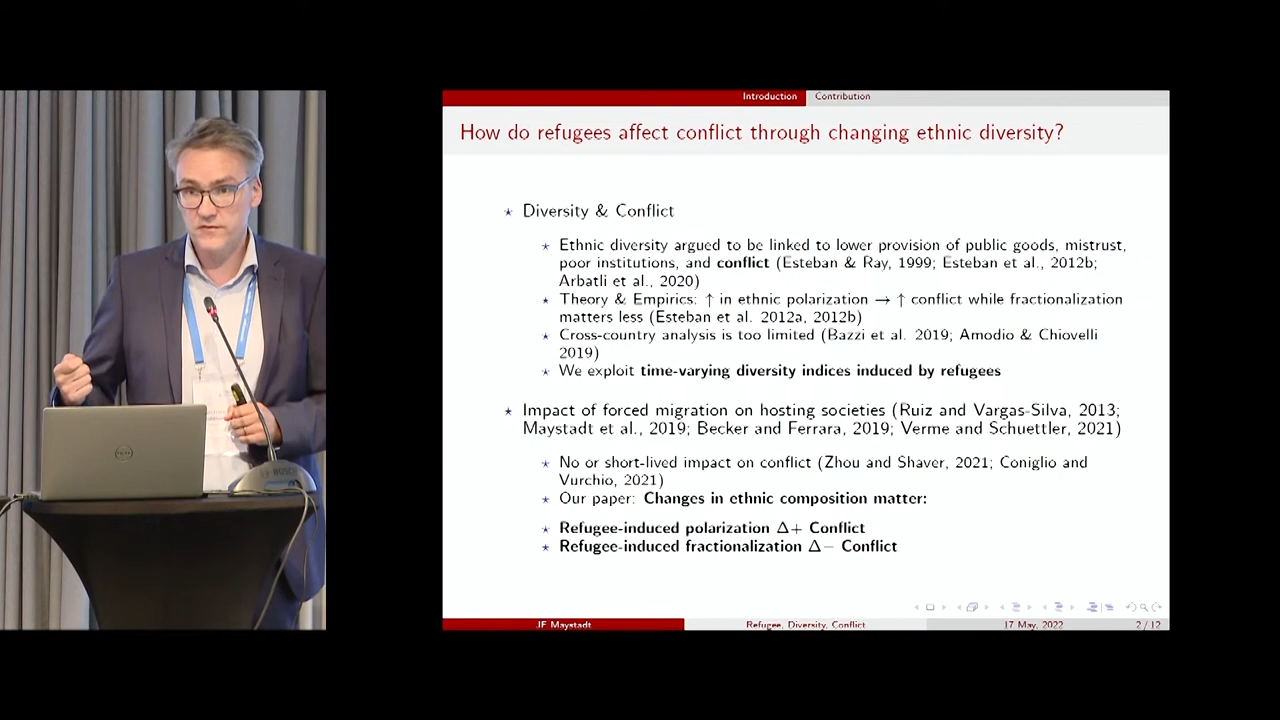 Introduction
Contribution
How do refugees affect conflict through changing ethnic diversity?
Diversity & Conflict
Ethnic diversity argued to be linked to lower provision of public goods, mistrust,
poor institutions, and conflict (Esteban & Ray, 1999; Esteban et al., 2012b;
Arbatli et al., 2020)
Theory & Empirics: ↑ in ethnic polarization → ↑ conflict while fractionalization
matters less (Esteban et al. 2012a, 2012b)
Cross-country analysis is too limited (Bazzi et al. 2019; Amodio & Chiovelli
2019)
We exploit time-varying diversity indices induced by refugees
Impact of forced migration on hosting societies (Ruiz and Vargas-Silva, 2013;
Maystadt et al., 2019; Becker and Ferrara, 2019; Verme and Schuettler, 2021)
No or short-lived impact on conflict (Zhou and Shaver, 2021; Coniglio and
Vurchio, 2021)
Our paper: Changes in ethnic composition matter:
Refugee-induced polarization Δ+ Conflict
Refugee-induced fractionalization Δ− Conflict
JF Maystadt
Refugee, Diversity, Conflict
17 May, 2022
2 / 12
DELL
BOSCH